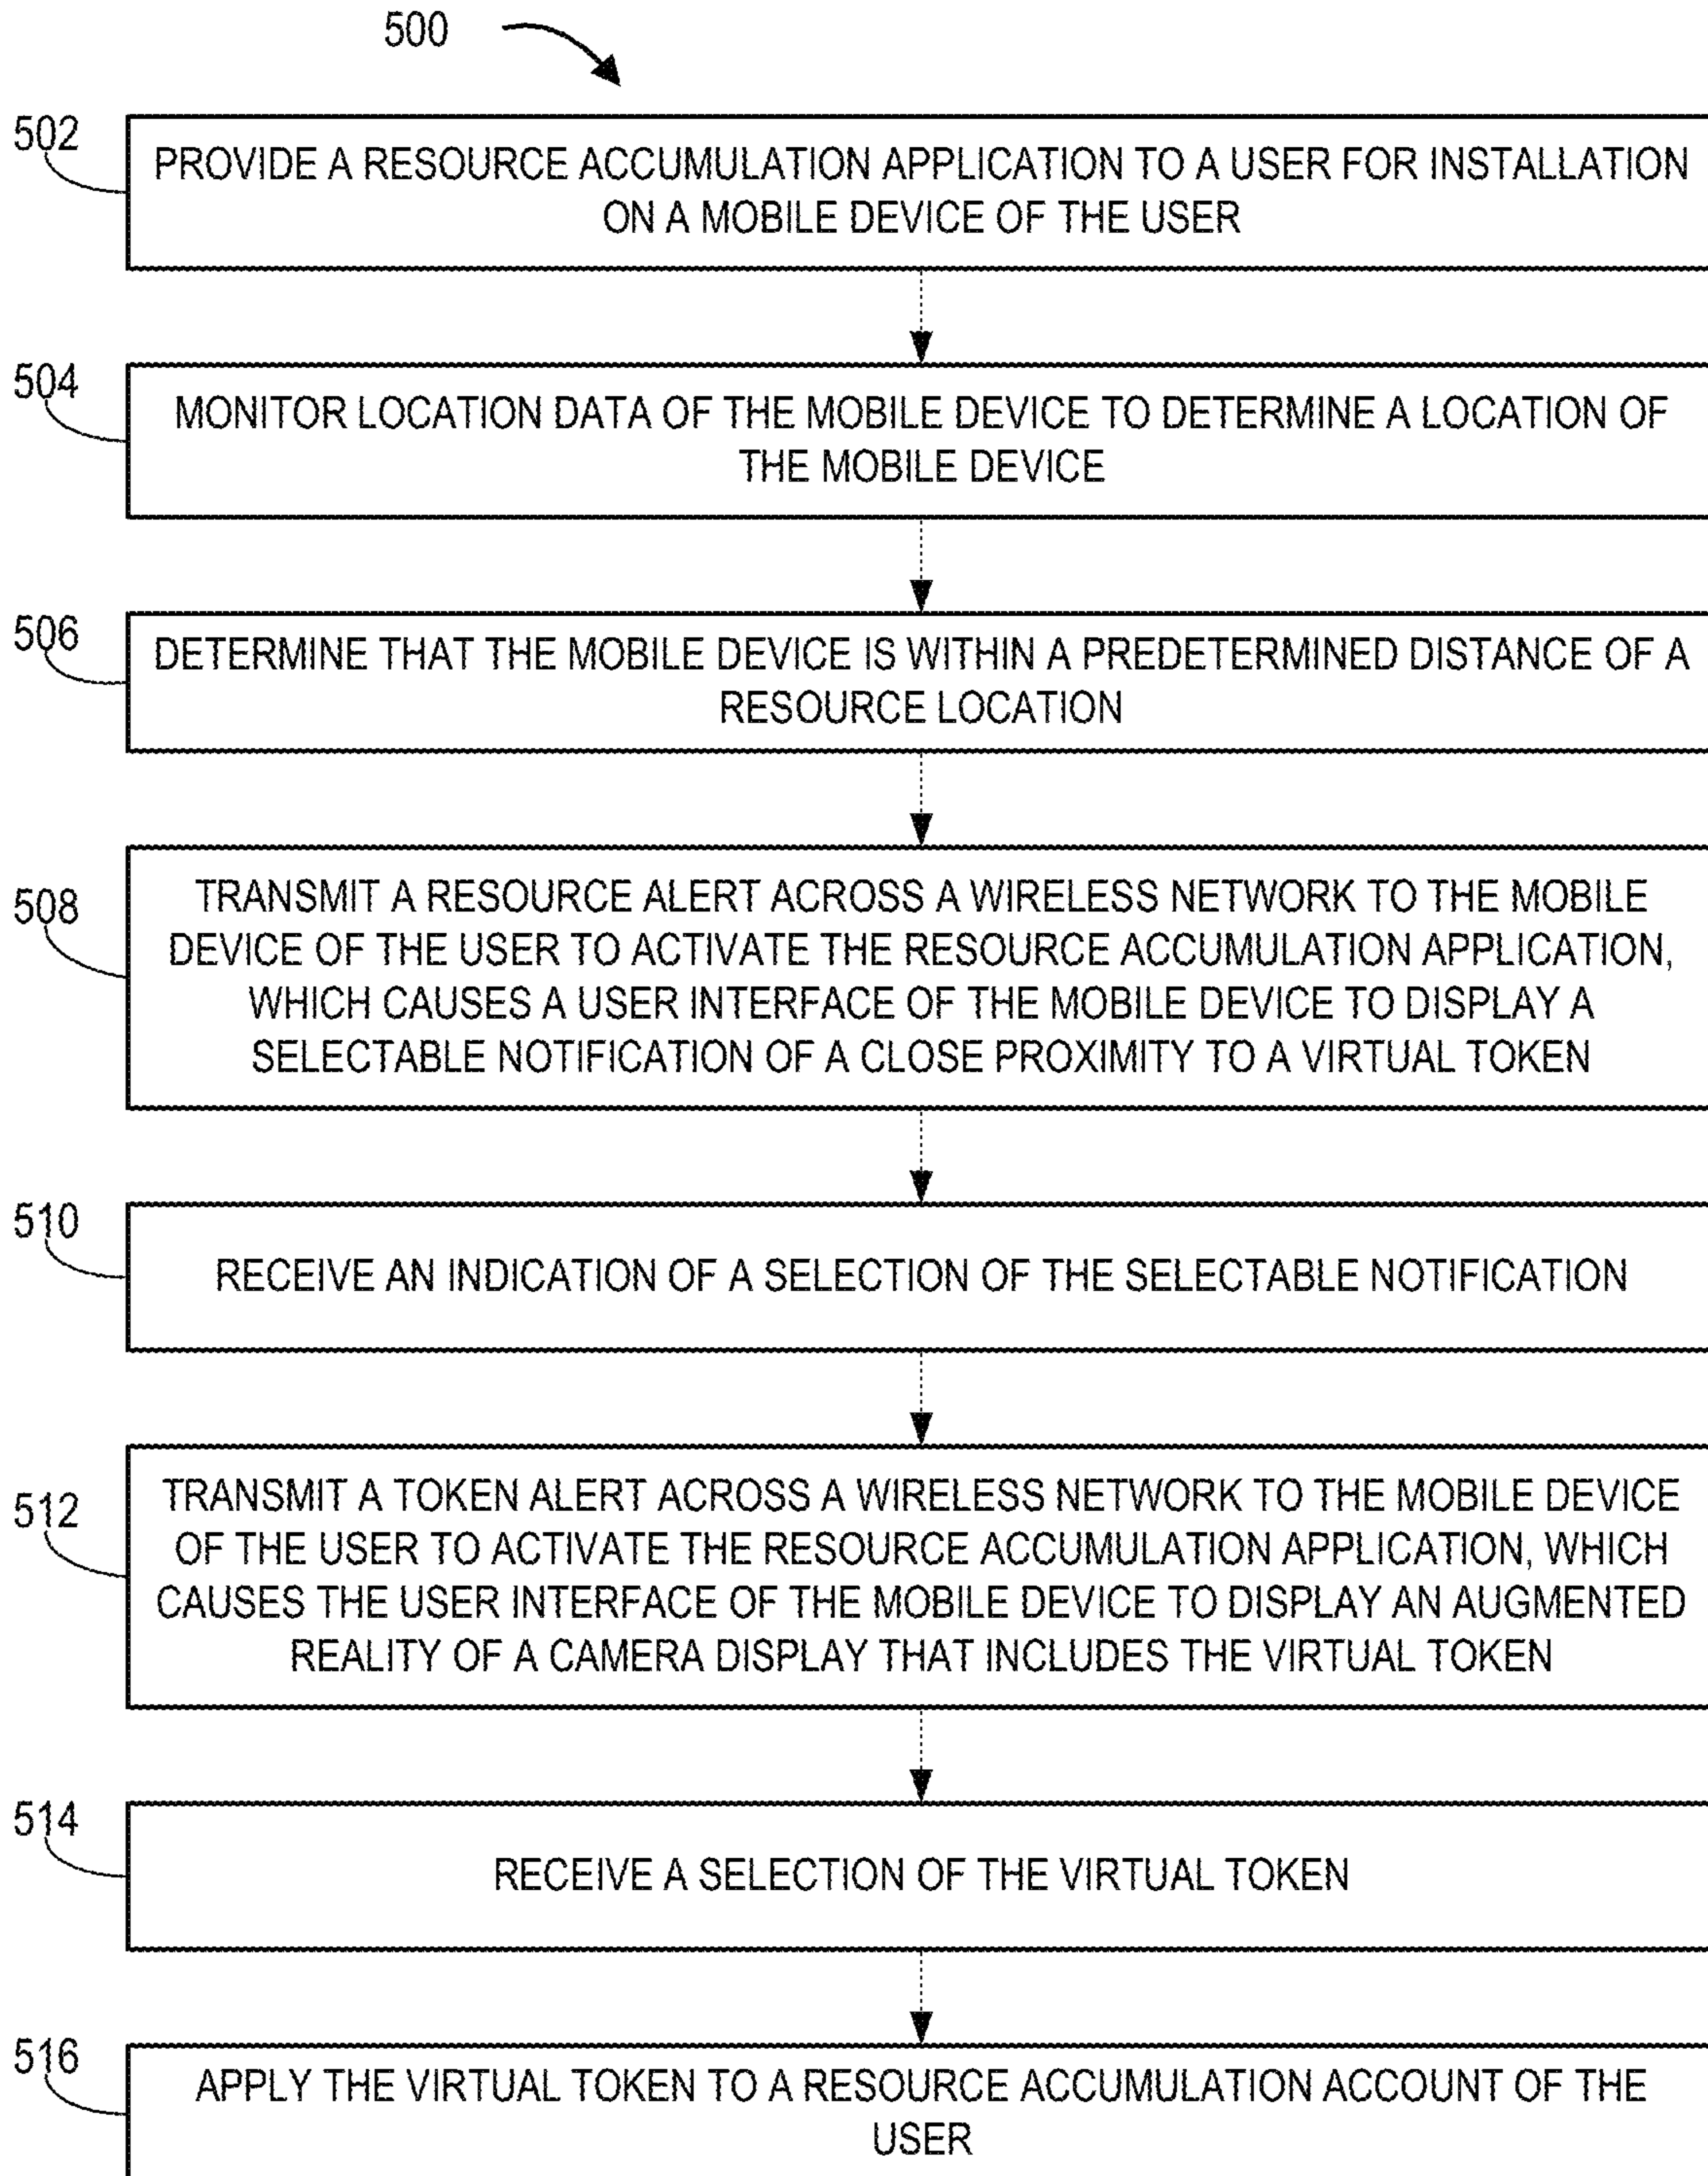 500
502
PROVIDE A RESOURCE ACCUMULATION APPLICATION TO A USER FOR INSTALLATION
ON A MOBILE DEVICE OF THE USER
504
MONITOR LOCATION DATA OF THE MOBILE DEVICE TO DETERMINE A LOCATION OF
THE MOBILE DEVICE
506
DETERMINE THAT THE MOBILE DEVICE IS WITHIN A PREDETERMINED DISTANCE OF A
RESOURCE LOCATION
508
TRANSMIT A RESOURCE ALERT ACROSS A WIRELESS NETWORK TO THE MOBILE
DEVICE OF THE USER TO ACTIVATE THE RESOURCE ACCUMULATION APPLICATION,
WHICH CAUSES A USER INTERFACE OF THE MOBILE DEVICE TO DISPLAY A
SELECTABLE NOTIFICATION OF A CLOSE PROXIMITY TO A VIRTUAL TOKEN
510
RECEIVE AN INDICATION OF A SELECTION OF THE SELECTABLE NOTIFICATION
512
TRANSMIT A TOKEN ALERT ACROSS A WIRELESS NETWORK TO THE MOBILE DEVICE
OF THE USER TO ACTIVATE THE RESOURCE ACCUMULATION APPLICATION, WHICH
CAUSES THE USER INTERFACE OF THE MOBILE DEVICE TO DISPLAY AN AUGMENTED
REALITY OF A CAMERA DISPLAY THAT INCLUDES THE VIRTUAL TOKEN
514
RECEIVE A SELECTION OF THE VIRTUAL TOKEN
516
APPLY THE VIRTUAL TOKEN TO A RESOURCE ACCUMULATION ACCOUNT OF THE
USER